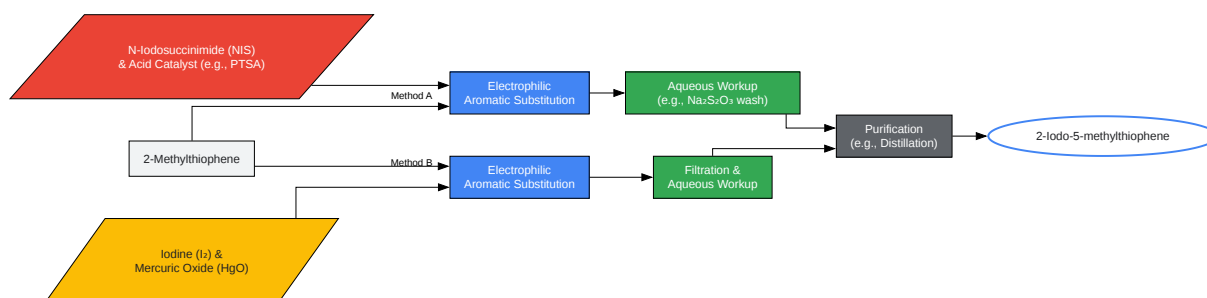 N-Iodosuccinimide (NIS)
& Acid Catalyst (e.g., PTSA)
Method A
Electrophilic
Aromatic Substitution
Aqueous Workup
(e.g., Na₂S₂O₃ wash)
2-Methylthiophene
Method B
Electrophilic
Aromatic Substitution
Filtration &
Aqueous Workup
Purification
(e.g., Distillation)
2-Iodo-5-methylthiophene
Iodine (I₂) &
Mercuric Oxide (HgO)